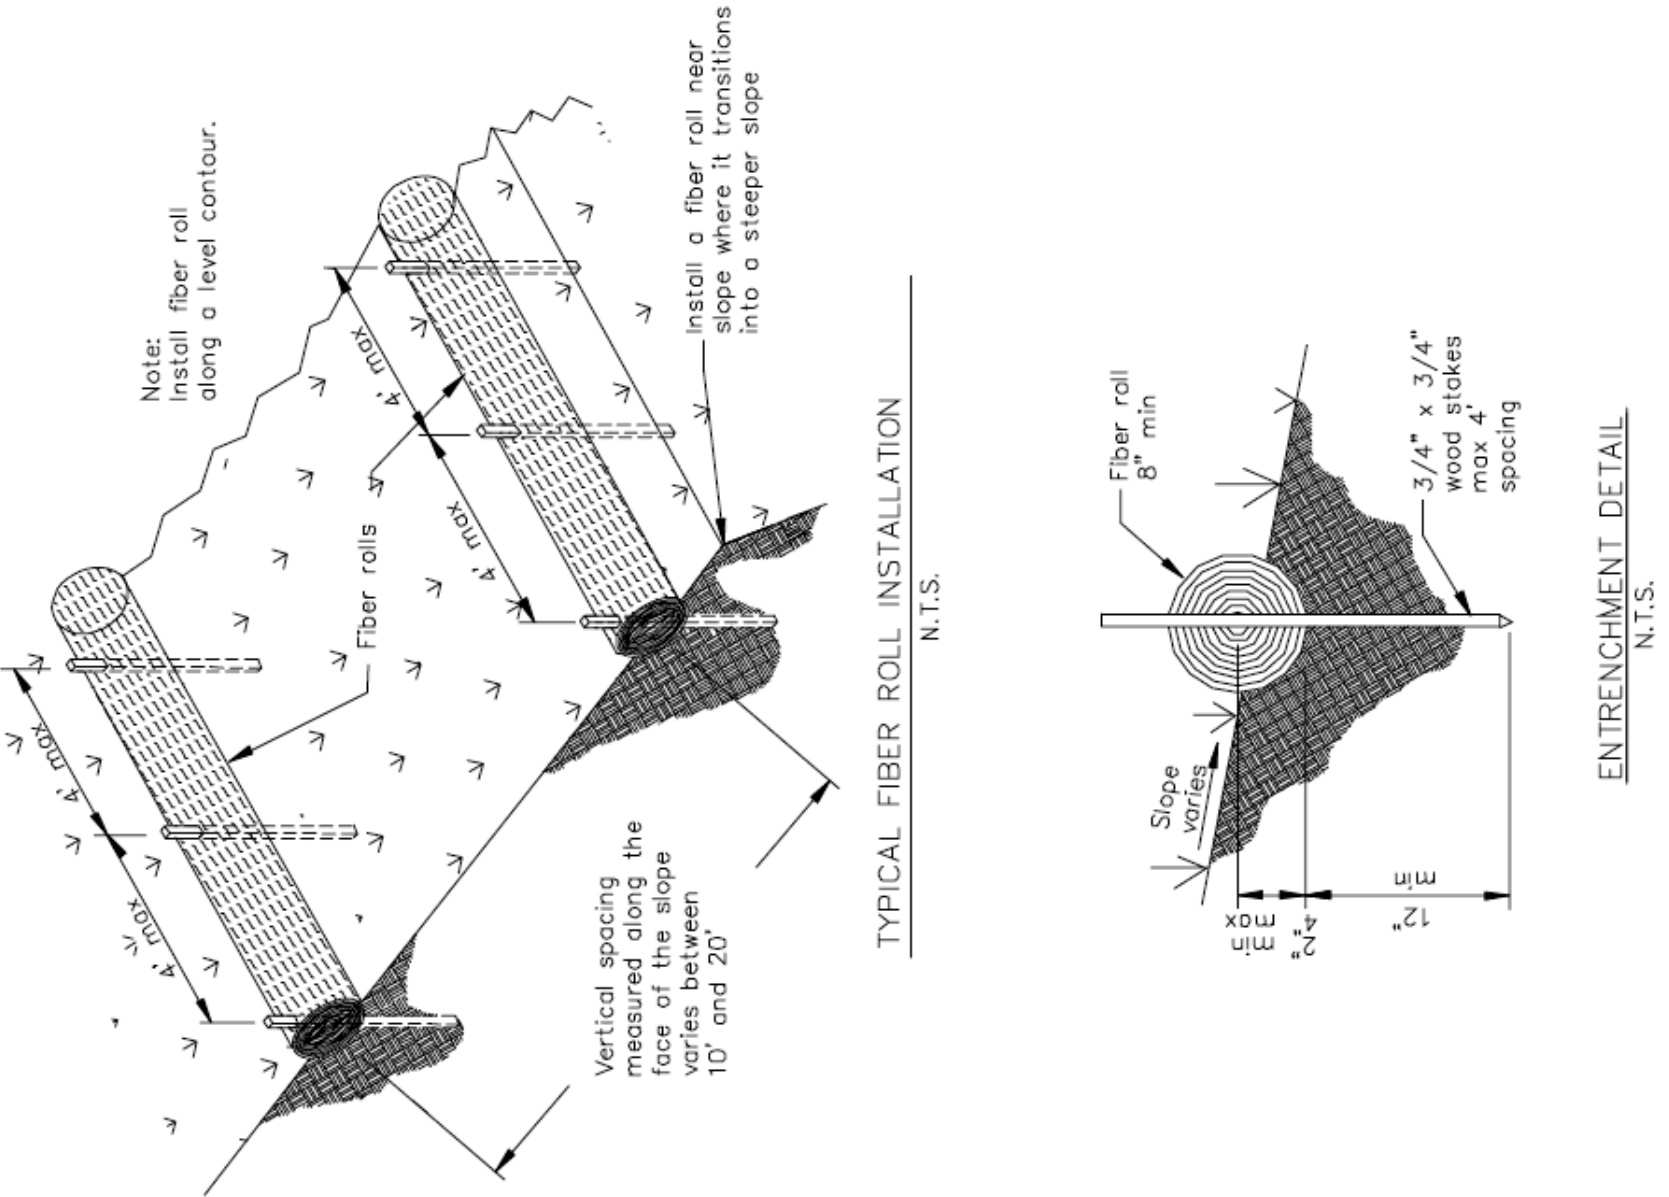 Note:
Install fiber roll
along a level contour.
4' max
4' max
4' max
4' max
Fiber rolls
Install a fiber roll near
slope where it transitions
into a steeper slope
Vertical spacing
measured along the
face of the slope
varies between
10' and 20'
TYPICAL FIBER ROLL INSTALLATION
N.T.S.
Fiber roll
8" min
Slope
varies
3/4" x 3/4"
wood stakes
max 4'
spacing
2" min
4" max
12"
min
ENTRENCHMENT DETAIL
N.T.S.